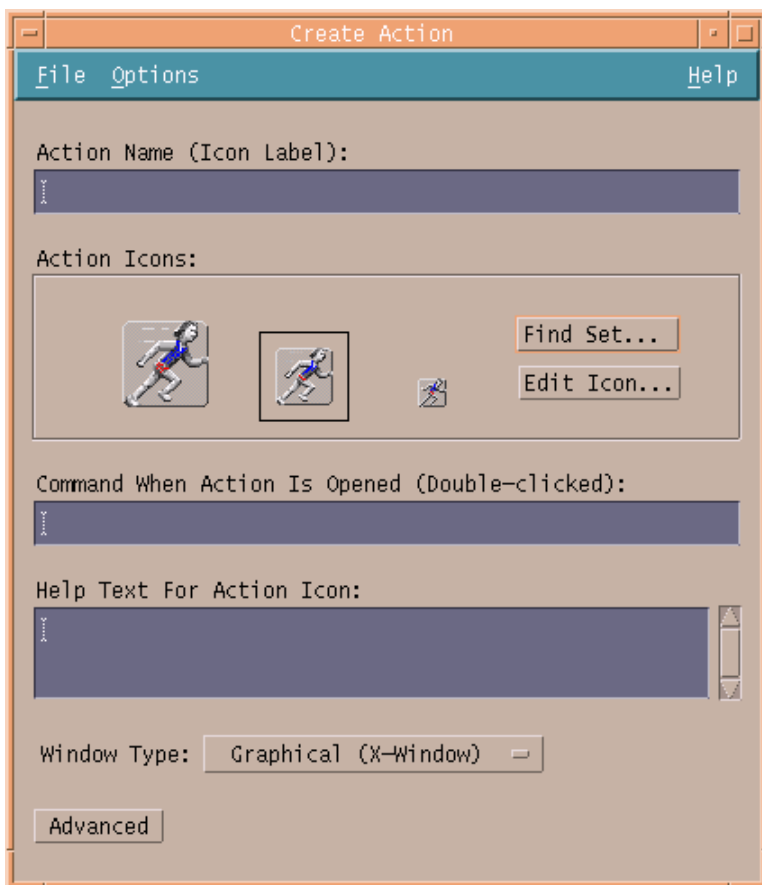 Create Action
File Options Help
Action Name (Icon Label):
Action Icons:
Find Set...
Edit Icon...
Command When Action Is Opened (Double-clicked):
Help Text For Action Icon:
Window Type: Graphical (X-Window)
Advanced